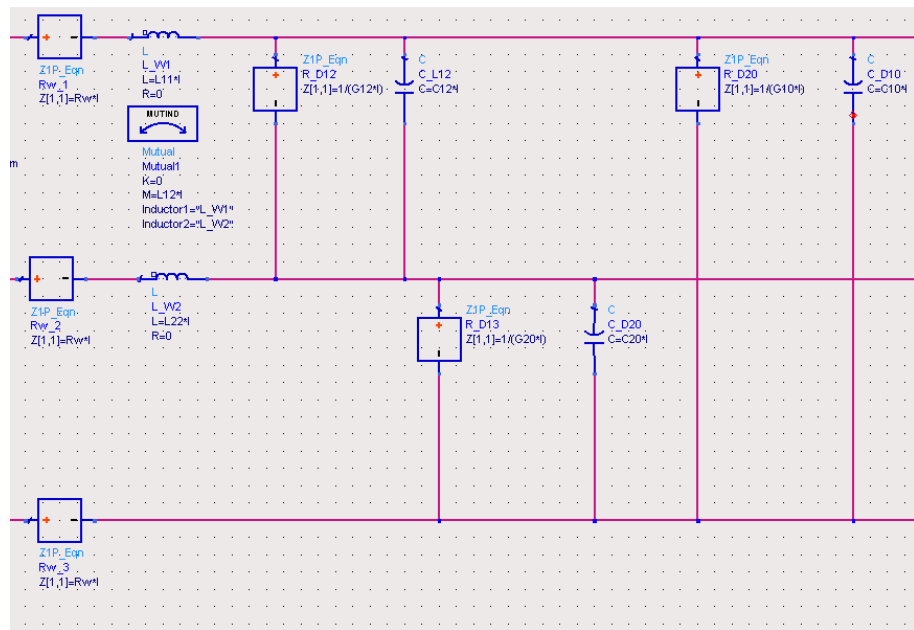 Z1P_Eqn
Rw_1
Z[1,1]=Rw*l
L
L_W1
L=L11*l
R=0
Z1P_Eqn
R_D12
Z[1,1]=1/(G12*l)
C
C_L12
C=C12*l
Z1P_Eqn
R_D20
Z[1,1]=1/(G10*l)
C
C_D10
C=C10*l
MUTIND
m
Mutual
Mutual1
K=0
M=L12*l
Inductor1="L_W1"
Inductor2="L_W2"
Z1P_Eqn
Rw_2
Z[1,1]=Rw*l
L
L_W2
L=L22*l
R=0
Z1P_Eqn
R_D13
Z[1,1]=1/(G20*l)
C
C_D20
C=C20*l
Z1P_Eqn
Rw_3
Z[1,1]=Rw*l